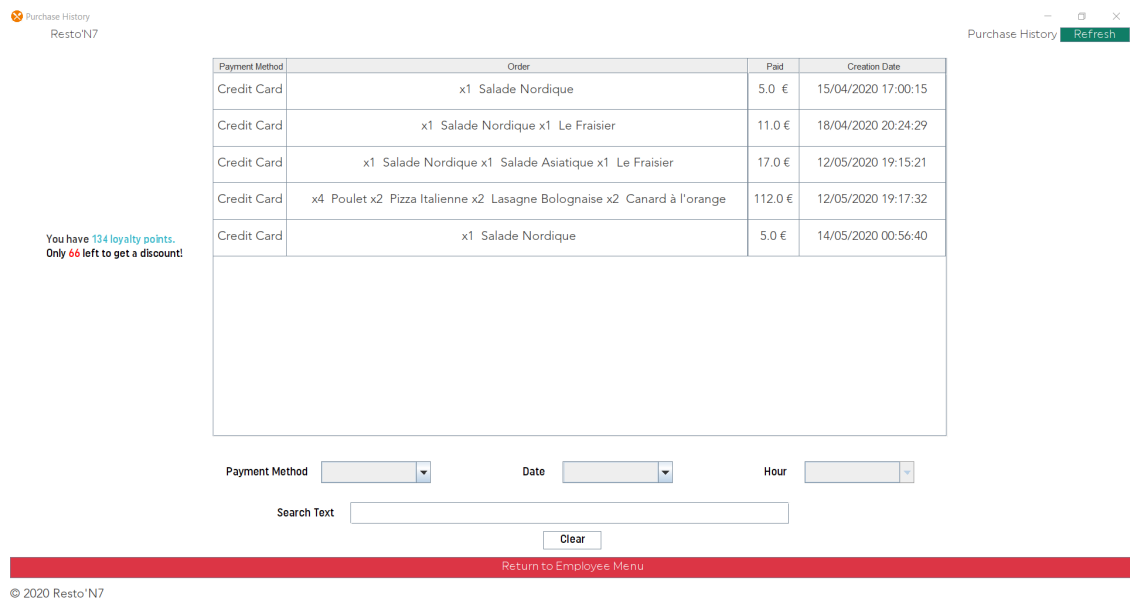 Purchase History
Resto'N7
Purchase History Refresh
Payment Method Order Paid Creation Date
Credit Card x1 Salade Nordique 5.0 € 15/04/2020 17:00:15
Credit Card x1 Salade Nordique x1 Le Fraisier 11.0 € 18/04/2020 20:24:29
Credit Card x1 Salade Nordique x1 Salade Asiatique x1 Le Fraisier 17.0 € 12/05/2020 19:15:21
Credit Card x4 Poulet x2 Pizza Italienne x2 Lasagne Bolognaise x2 Canard à l'orange 112.0 € 12/05/2020 19:17:32
Credit Card x1 Salade Nordique 5.0 € 14/05/2020 00:56:40
You have 134 loyalty points.
Only 66 left to get a discount!
Payment Method Date Hour
Search Text
Clear
Return to Employee Menu
© 2020 Resto'N7